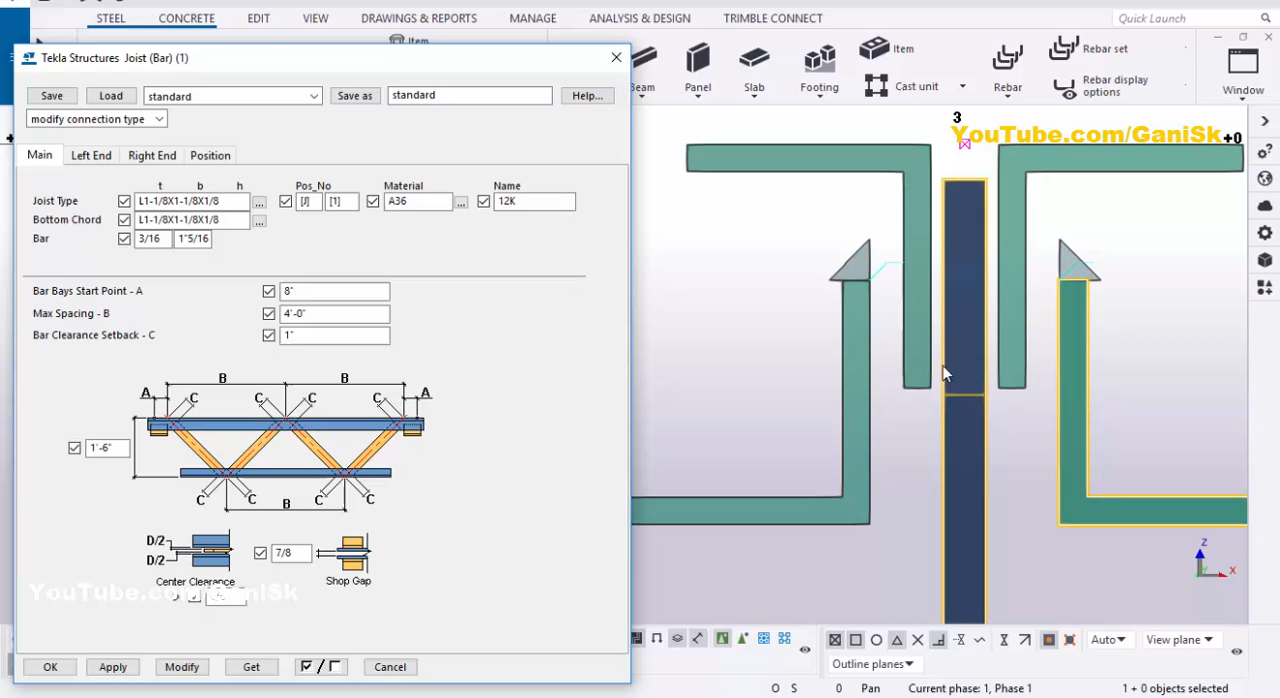 STEEL CONCRETE EDIT VIEW DRAWINGS & REPORTS MANAGE ANALYSIS & DESIGN TRIMBLE CONNECT Quick Launch
Item
Tekla Structures Joist (Bar) (1)
Beam Panel Slab Footing Item Cast unit Rebar Rebar set Rebar display options Window
Save Load standard Save as standard Help...
modify connection type
3
YouTube.com/GaniSk +0
Main Left End Right End Position
t b h Pos_No Material Name
Joist Type L1-1/8X1-1/8X1/8 ... [J] [1] A36 ... 12K
Bottom Chord L1-1/8X1-1/8X1/8 ...
Bar 3/16 1"5/16
Bar Bays Start Point - A 8"
Max Spacing - B 4'-0"
Bar Clearance Setback - C 1"
B B
A A
C C C C
1'-6"
C C C C
B
D/2
D/2
7/8
Center Clearance Shop Gap
YouTube.com/GaniSk
Z
Y X
Auto View plane
Outline planes
OK Apply Modify Get / Cancel
O S 0 Pan Current phase: 1, Phase 1 1 + 0 objects selected